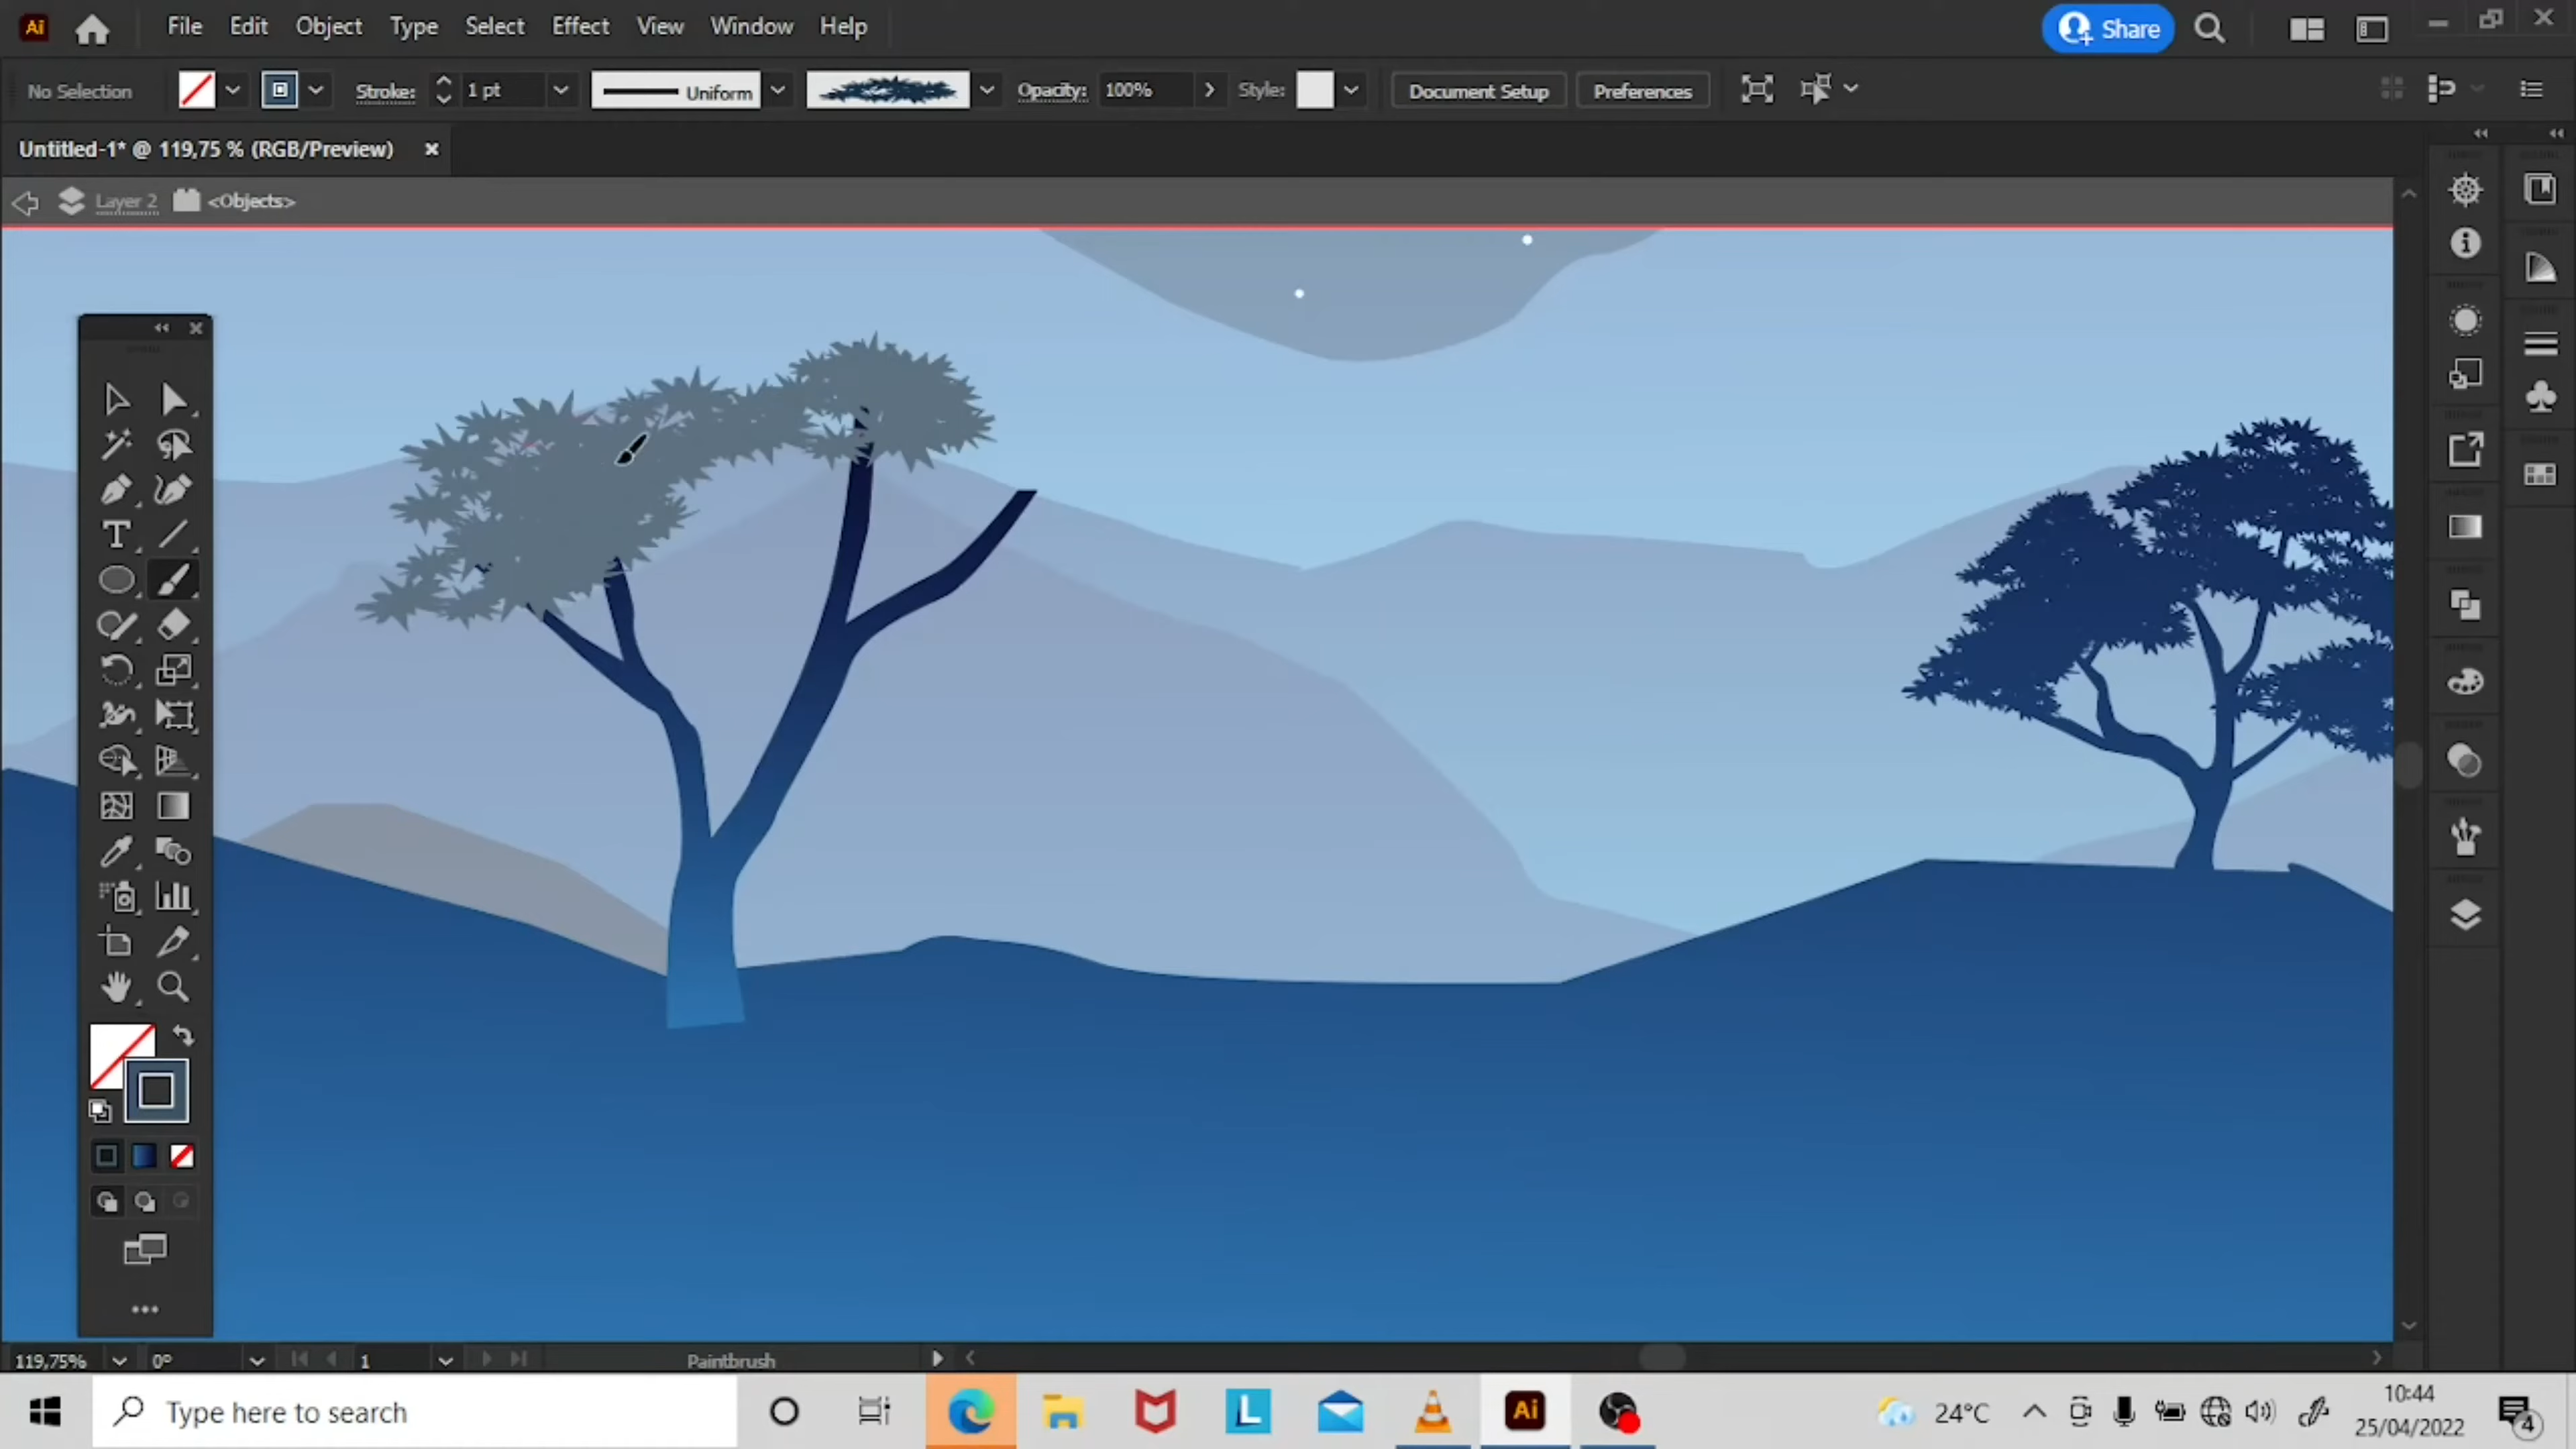 Ai File Edit Object Type Select Effect View Window Help Share
No Selection Stroke: 1 pt Uniform Opacity: 100% Style: Document Setup Preferences
Untitled-1* @ 119,75 % (RGB/Preview)
Layer 2 <Objects>
119,75% 0° 1 Paintbrush
Type here to search
Ai
24°C
10:44
25/04/2022
4